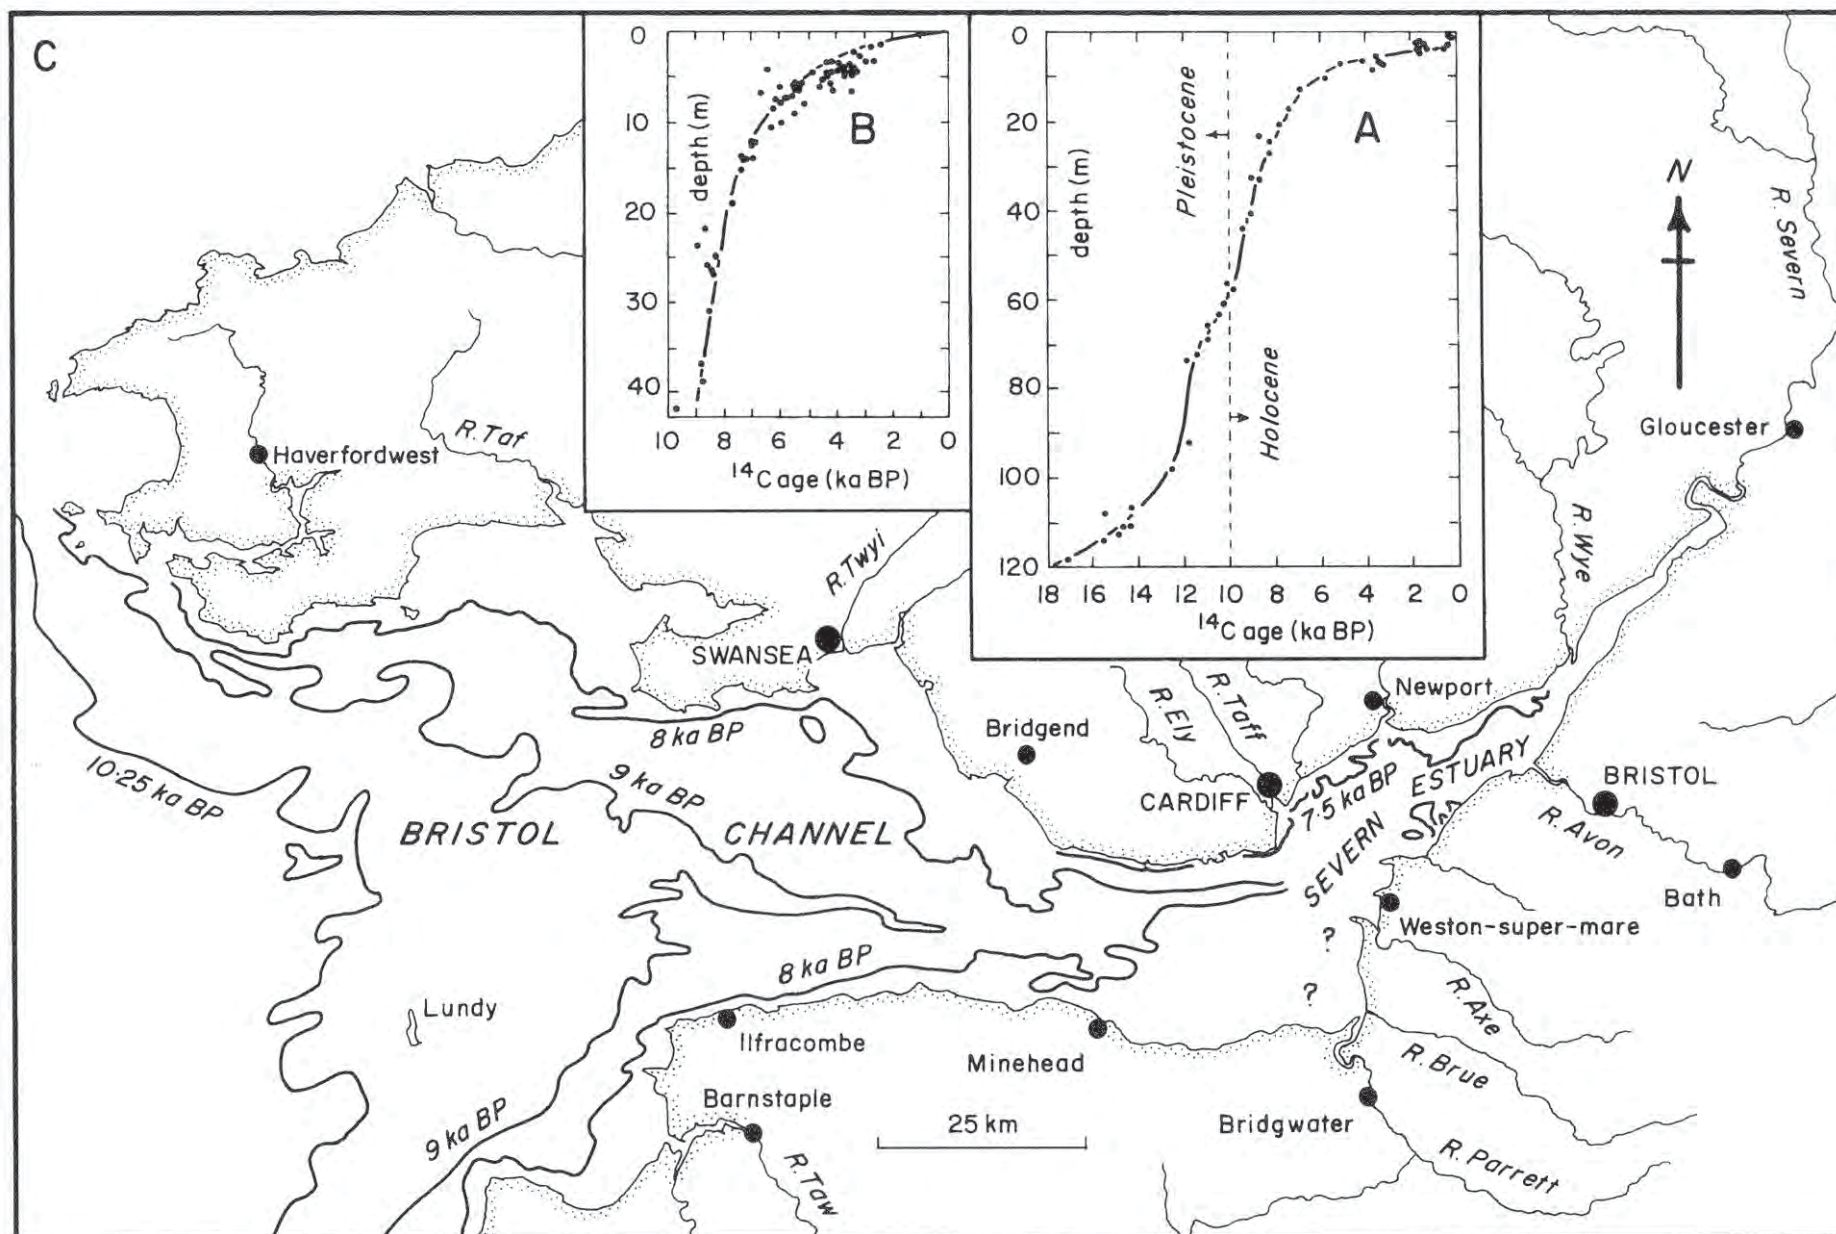 C
0
10
20
30
40
depth (m)
B
10 8 6 4 2 0
¹⁴C age (ka BP)
0
20
40
60
80
100
120
depth (m)
Pleistocene
Holocene
A
18 16 14 12 10 8 6 4 2 0
¹⁴C age (ka BP)
N
R. Severn
Gloucester
R. Wye
R. Taf
Haverfordwest
R. Twyi
SWANSEA
Bridgend
R. Ely
R. Taff
Newport
CARDIFF
8 ka BP
9 ka BP
10·25 ka BP
7.5 ka BP
BRISTOL CHANNEL
SEVERN ESTUARY
BRISTOL
R. Avon
Bath
Weston-super-mare
?
?
8 ka BP
Lundy
Ilfracombe
Minehead
R. Axe
R. Brue
Barnstaple
9 ka BP
25 km
Bridgwater
R. Parrett
R. Taw